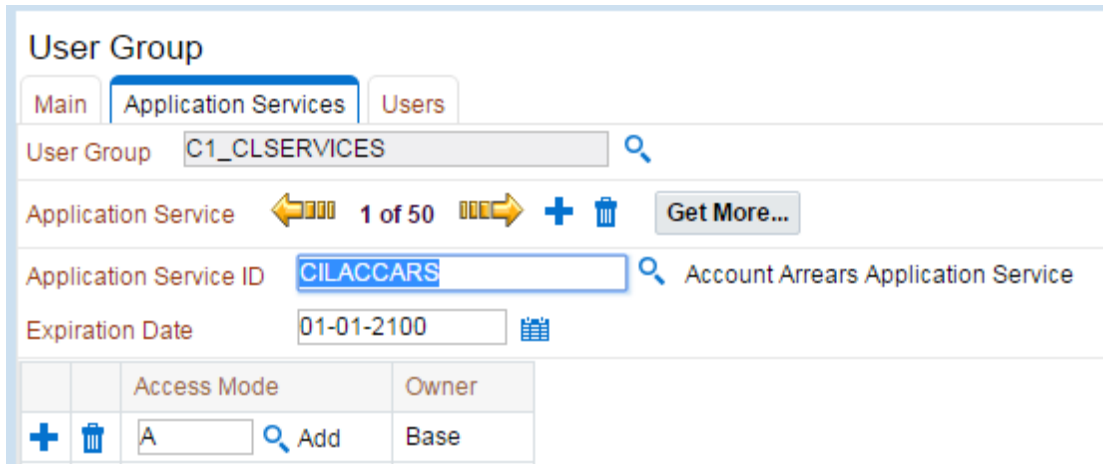 User Group
Main Application Services Users
User Group C1_CLSERVICES
Application Service 1 of 50 Get More...
Application Service ID CILACCARS Account Arrears Application Service
Expiration Date 01-01-2100
Access Mode Owner
A Add Base